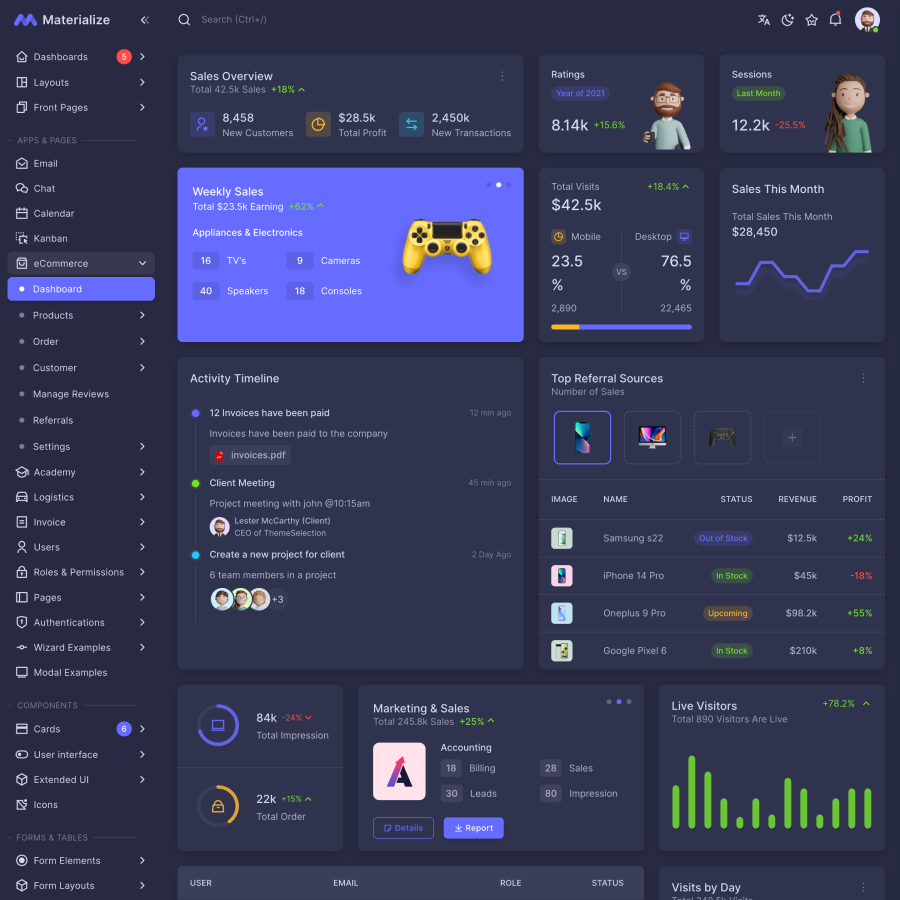 Materialize
Search (Ctrl+/)
Dashboards 5
Layouts
Front Pages
APPS & PAGES
Email
Chat
Calendar
Kanban
eCommerce
Dashboard
Products
Order
Customer
Manage Reviews
Referrals
Settings
Academy
Logistics
Invoice
Users
Roles & Permissions
Pages
Authentications
Wizard Examples
Modal Examples
COMPONENTS
Cards 6
User interface
Extended UI
Icons
FORMS & TABLES
Form Elements
Form Layouts
Sales Overview
Total 42.5k Sales +18%
8,458
New Customers
$28.5k
Total Profit
2,450k
New Transactions
Ratings
Year of 2021
8.14k +15.6%
Sessions
Last Month
12.2k -25.5%
Weekly Sales
Total $23.5k Earning +62%
Appliances & Electronics
16 TV's 9 Cameras
40 Speakers 18 Consoles
Total Visits +18.4%
$42.5k
Mobile Desktop
23.5 76.5
% VS %
2,890 22,465
Sales This Month
Total Sales This Month
$28,450
Activity Timeline
12 Invoices have been paid 12 min ago
Invoices have been paid to the company
invoices.pdf
Client Meeting 45 min ago
Project meeting with john @10:15am
Lester McCarthy (Client)
CEO of ThemeSelection
Create a new project for client 2 Day Ago
6 team members in a project
+3
Top Referral Sources
Number of Sales
IMAGE NAME STATUS REVENUE PROFIT
Samsung s22 Out of Stock $12.5k +24%
iPhone 14 Pro In Stock $45k -18%
Oneplus 9 Pro Upcoming $98.2k +55%
Google Pixel 6 In Stock $210k +8%
84k -24%
Total Impression
22k +15%
Total Order
Marketing & Sales
Total 245.8k Sales +25%
Accounting
18 Billing 28 Sales
30 Leads 80 Impression
Details Report
Live Visitors +78.2%
Total 890 Visitors Are Live
USER EMAIL ROLE STATUS
Visits by Day
Total 248.5k Visits